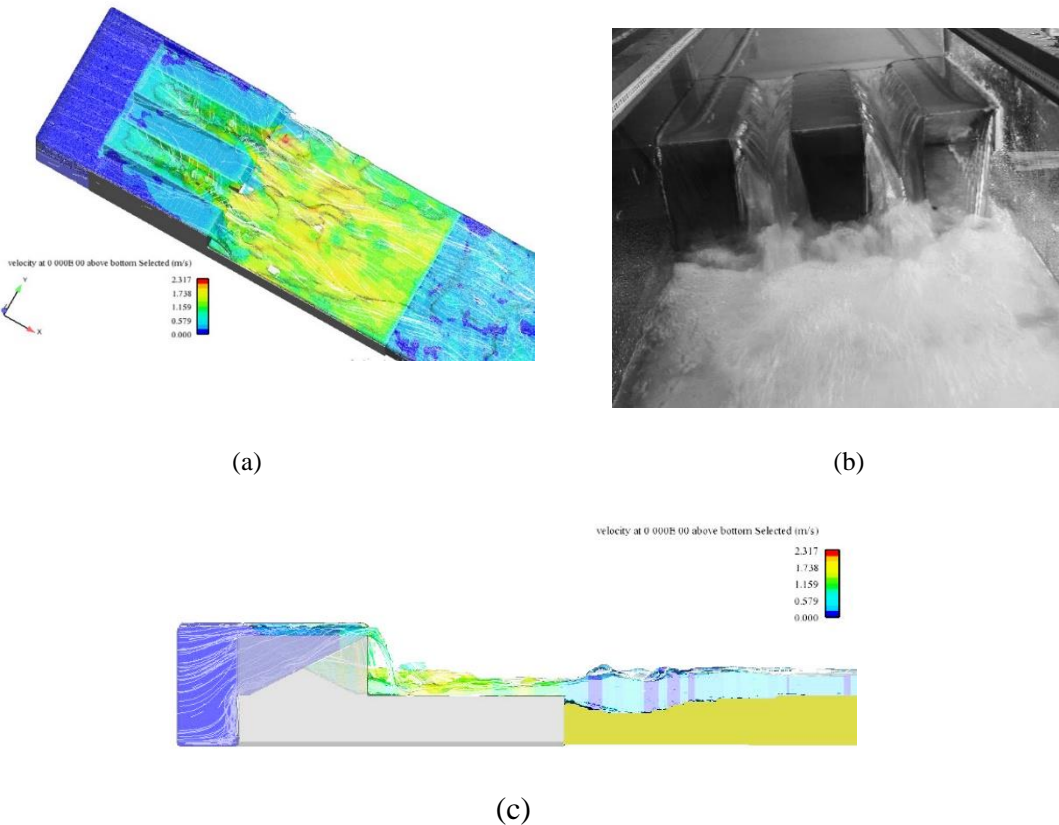 velocity at 0 000E 00 above bottom Selected (m/s)
2.317
1.738
1.159
0.579
0.000
Y
X
(a)
(b)
velocity at 0 000E 00 above bottom Selected (m/s)
2.317
1.738
1.159
0.579
0.000
(c)